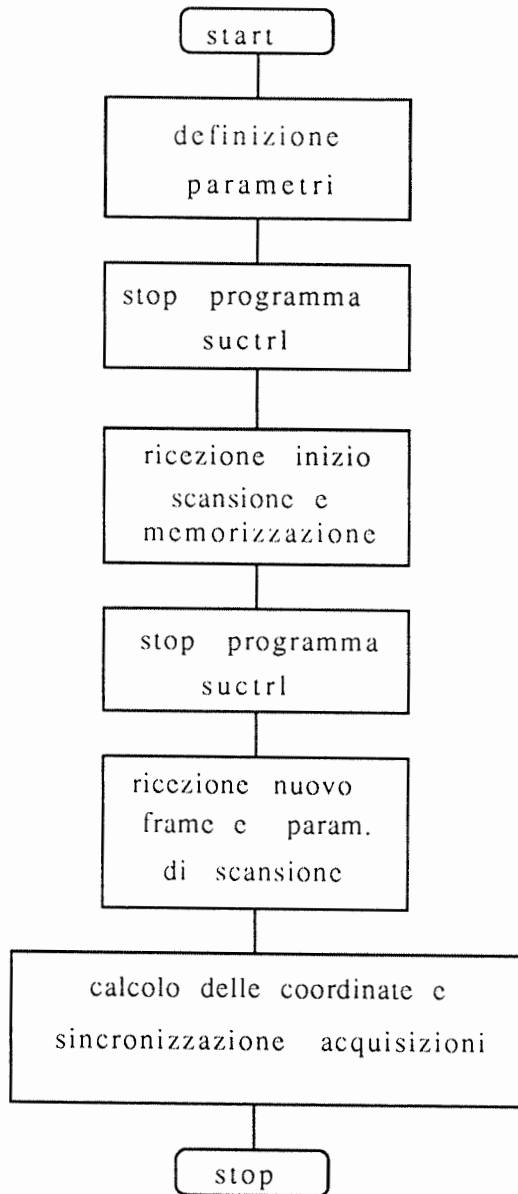 start
definizione
parametri
stop programma
suctrl
ricezione inizio
scansione e
memorizzazione
stop programma
suctrl
ricezione nuovo
frame e param.
di scansione
calcolo delle coordinate e
sincronizzazione acquisizioni
stop